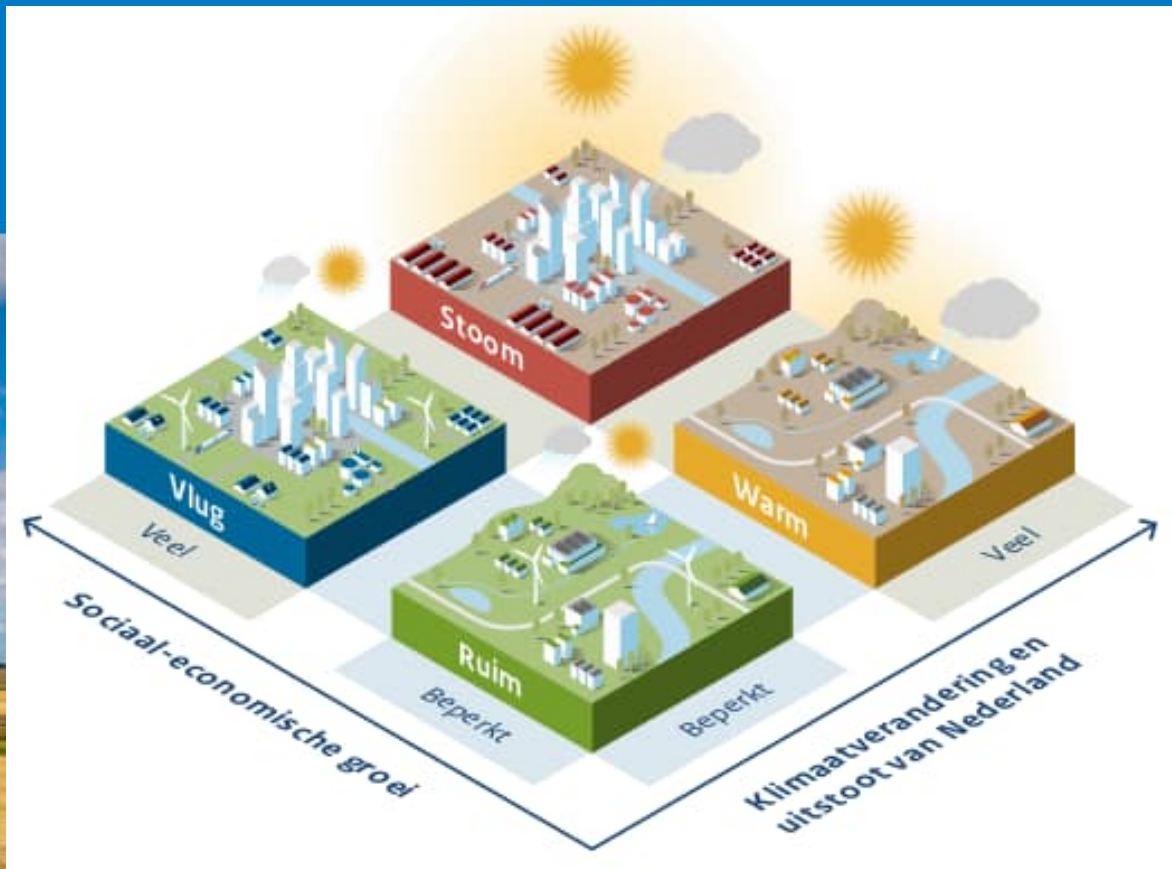 Stoom
Vlug
Warm
Veel
Veel
Ruim
Beperkt
Beperkt
Sociaal-economische groei
Klimaatverandering en
uitstoot van Nederland